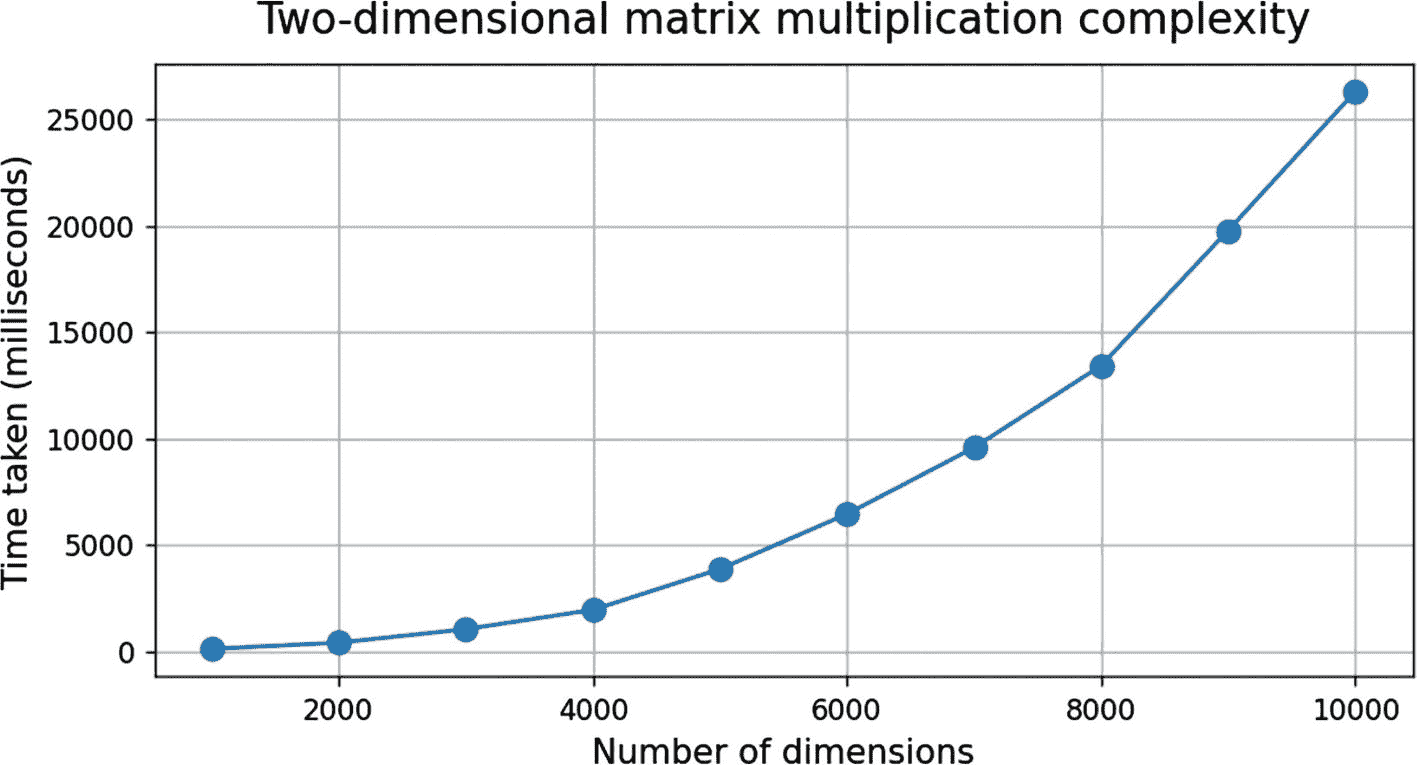 Two-dimensional matrix multiplication complexity
Time taken (milliseconds)
25000
20000
15000
10000
5000
0
2000 4000 6000 8000 10000
Number of dimensions